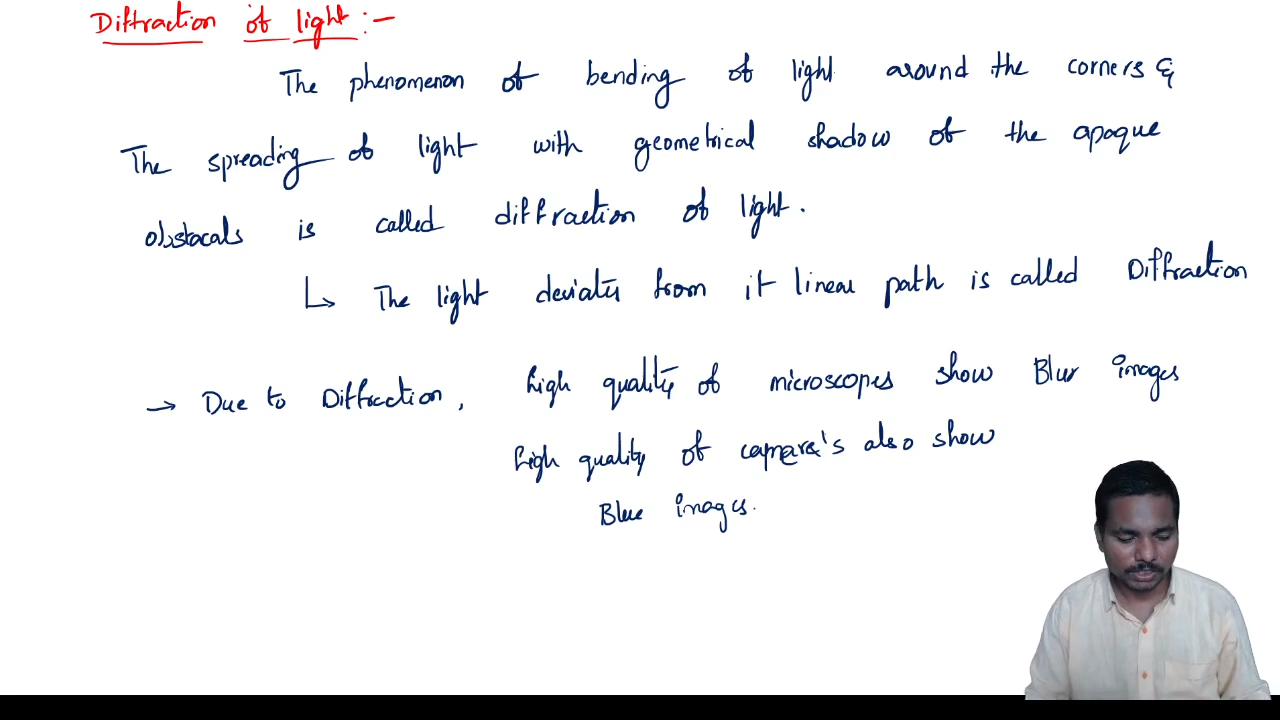 Diffraction of light :-
The phenomenon of bending of light around the corners &
The spreading of light with geometrical shadow of the apaque
obstacals is called diffraction of light.
↳ The light deviates from it linear path is called Diffraction
→ Due to Diffraction, high quality of microscopes show Blur images
high quality of camera's also show
Blue images.